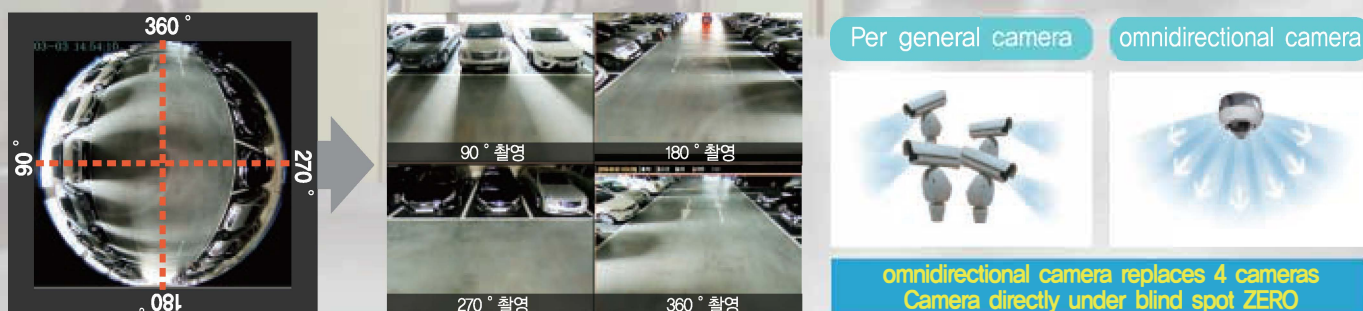 360 °
03-03 14:54:10
90 °
270 °
180 °
90 ° 촬영
180 ° 촬영
270 ° 촬영
360 ° 촬영
Per general camera
omnidirectional camera
omnidirectional camera replaces 4 cameras
Camera directly under blind spot ZERO